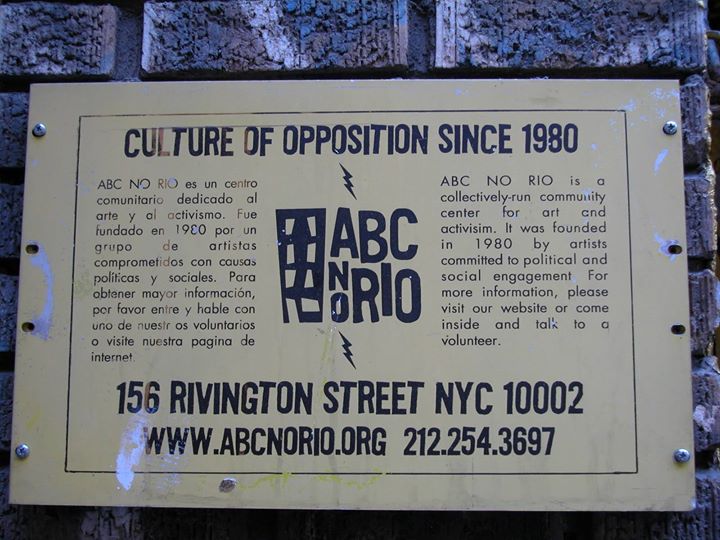 CULTURE OF OPPOSITION SINCE 1980
ABC NO RIO es un centro
comunitario dedicado al
arte y al activismo. Fue
fundado en 1980 por un
grupo de artistas
comprometidos con causas
políticas y sociales. Para
obtener mayor información,
por favor entre y hable con
uno de nuestros voluntarios
o visite nuestra pagina de
internet.
ABC
NO
RIO
ABC NO RIO is a
collectively-run community
center for art and
activisim. It was founded
in 1980 by artists
committed to political and
social engagement For
more information, please
visit our website or come
inside and talk to a
volunteer.
156 RIVINGTON STREET NYC 10002
WWW.ABCNORIO.ORG 212.254.3697